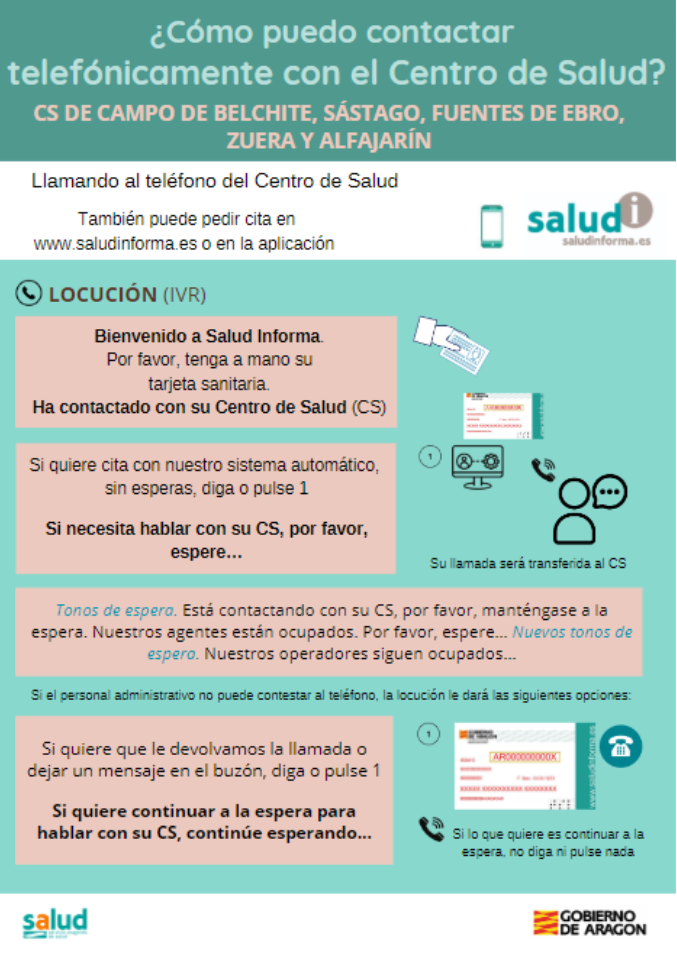 ¿Cómo puedo contactar
telefónicamente con el Centro de Salud?
CS DE CAMPO DE BELCHITE, SÁSTAGO, FUENTES DE EBRO,
ZUERA Y ALFAJARÍN
Llamando al teléfono del Centro de Salud
También puede pedir cita en
www.saludinforma.es o en la aplicación
salud i
saludinforma.es
LOCUCIÓN (IVR)
Bienvenido a Salud Informa.
Por favor, tenga a mano su
tarjeta sanitaria.
Ha contactado con su Centro de Salud (CS)
Si quiere cita con nuestro sistema automático,
sin esperas, diga o pulse 1
Si necesita hablar con su CS, por favor,
espere...
1
Su llamada será transferida al CS
Tonos de espera. Está contactando con su CS, por favor, manténgase a la
espera. Nuestros agentes están ocupados. Por favor, espere... Nuevos tonos de
espera. Nuestros operadores siguen ocupados...
Si el personal administrativo no puede contestar al teléfono, la locución le dará las siguientes opciones:
Si quiere que le devolvamos la llamada o
dejar un mensaje en el buzón, diga o pulse 1
Si quiere continuar a la espera para
hablar con su CS, continúe esperando...
1
GOBIERNO
DE ARAGON
AR000000000X
www.saludinforma.es
Si lo que quiere es continuar a la
espera, no diga ni pulse nada
salud
GOBIERNO
DE ARAGON